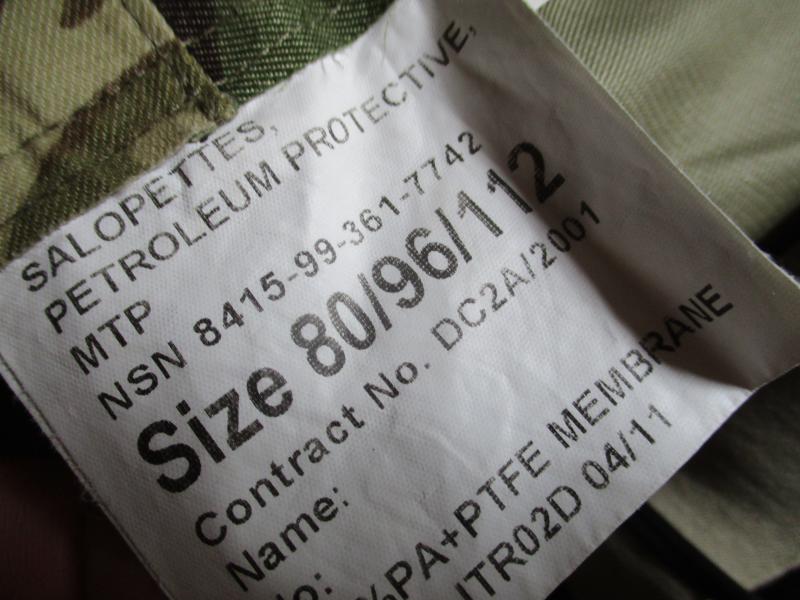 SALOPETTES,
PETROLEUM PROTECTIVE,
MTP
NSN 8415-99-361-7742
Size 80/96/112
Contract No. DC2A/2001
Name:
No:
%PA+PTFE MEMBRANE
ITR02D 04/11